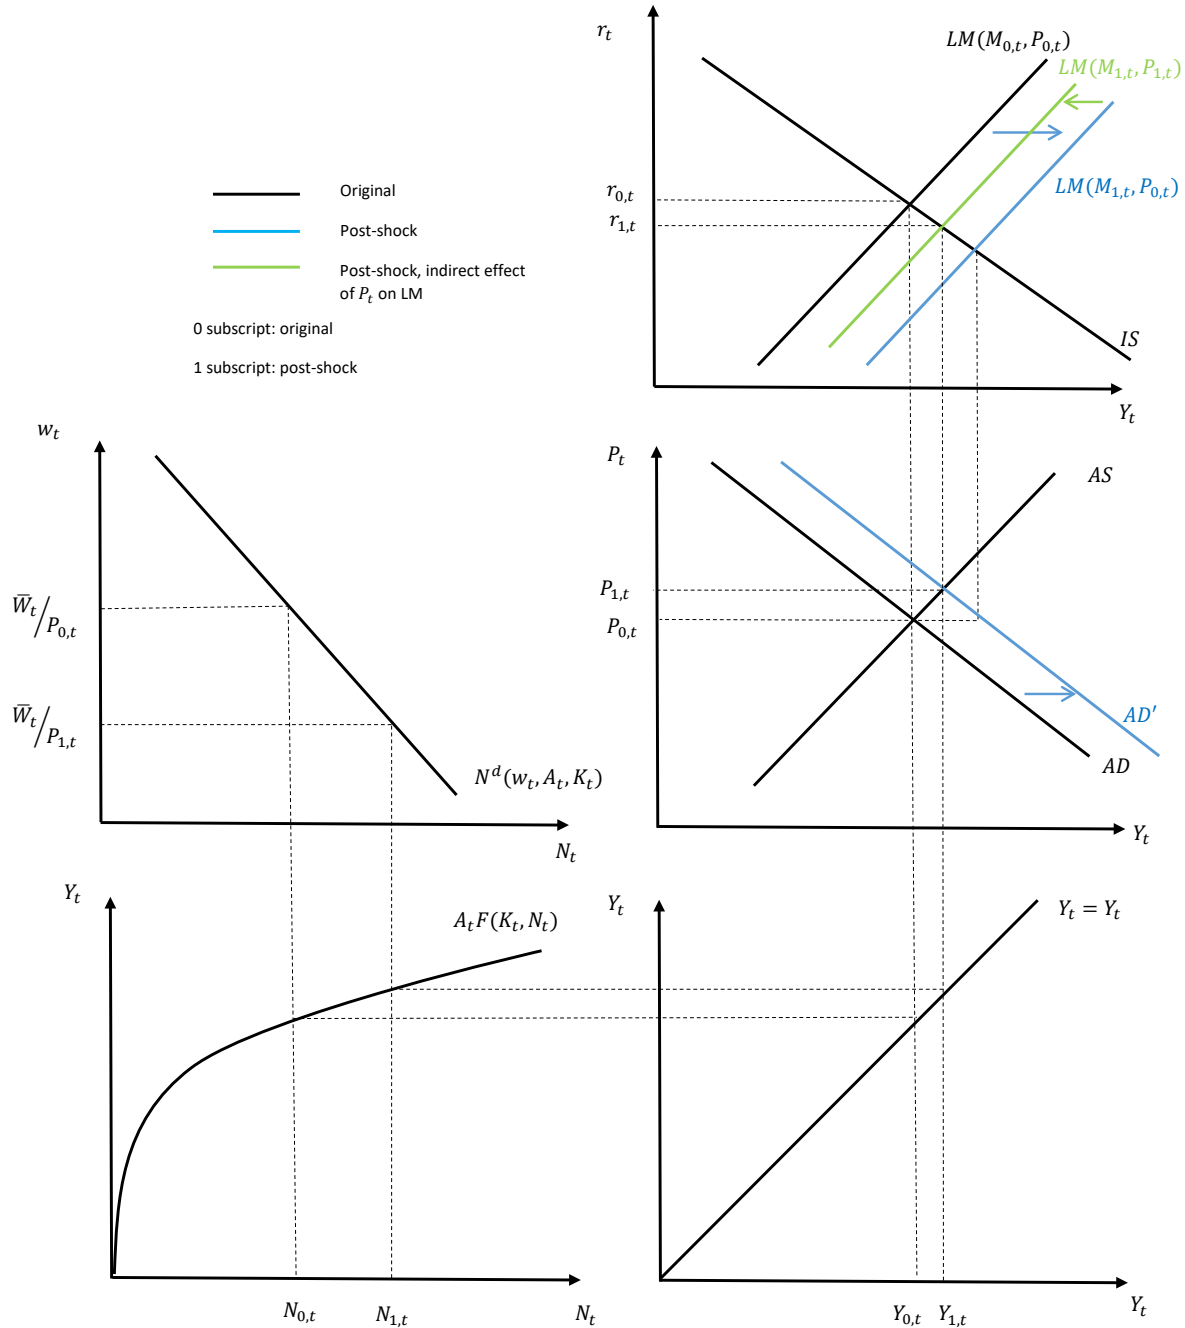 r_t
LM(M_{0,t}, P_{0,t})
LM(M_{1,t}, P_{1,t})
LM(M_{1,t}, P_{0,t})
r_{0,t}
r_{1,t}
IS
Y_t
Original
Post-shock
Post-shock, indirect effect
of P_t on LM
0 subscript: original
1 subscript: post-shock
w_t
W̄_t/P_{0,t}
W̄_t/P_{1,t}
N^d(w_t, A_t, K_t)
N_t
P_t
AS
P_{1,t}
P_{0,t}
AD′
AD
Y_t
Y_t
A_tF(K_t, N_t)
N_{0,t}
N_{1,t}
N_t
Y_t
Y_t = Y_t
Y_{0,t}
Y_{1,t}
Y_t